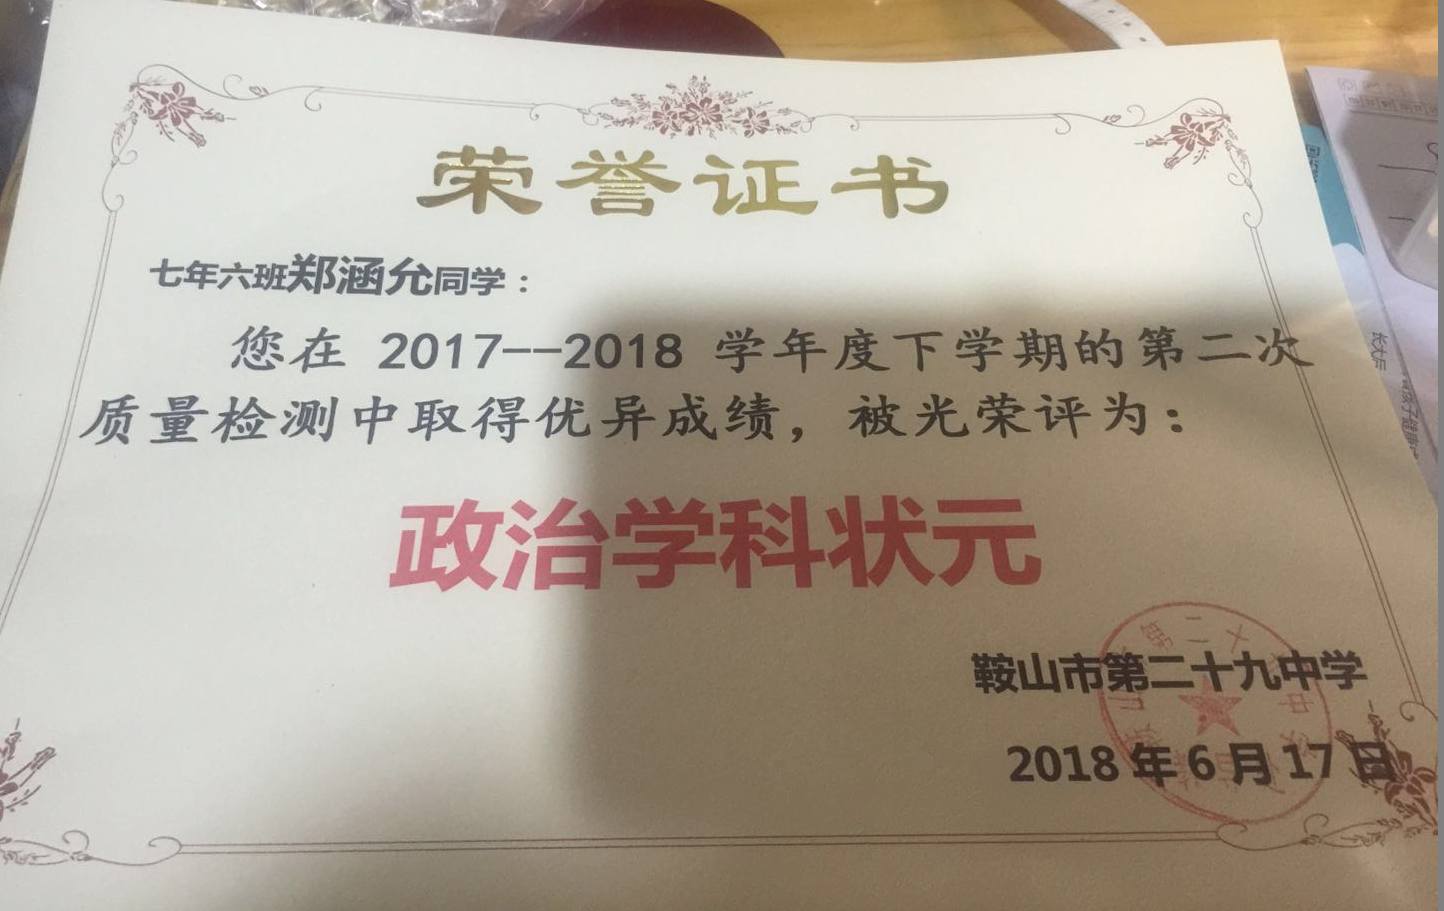 荣誉证书
七年六班郑涵允同学：
您在 2017--2018 学年度下学期的第二次
质量检测中取得优异成绩，被光荣评为：
政治学科状元
鞍山市第二十九中学
2018 年 6 月 17 日